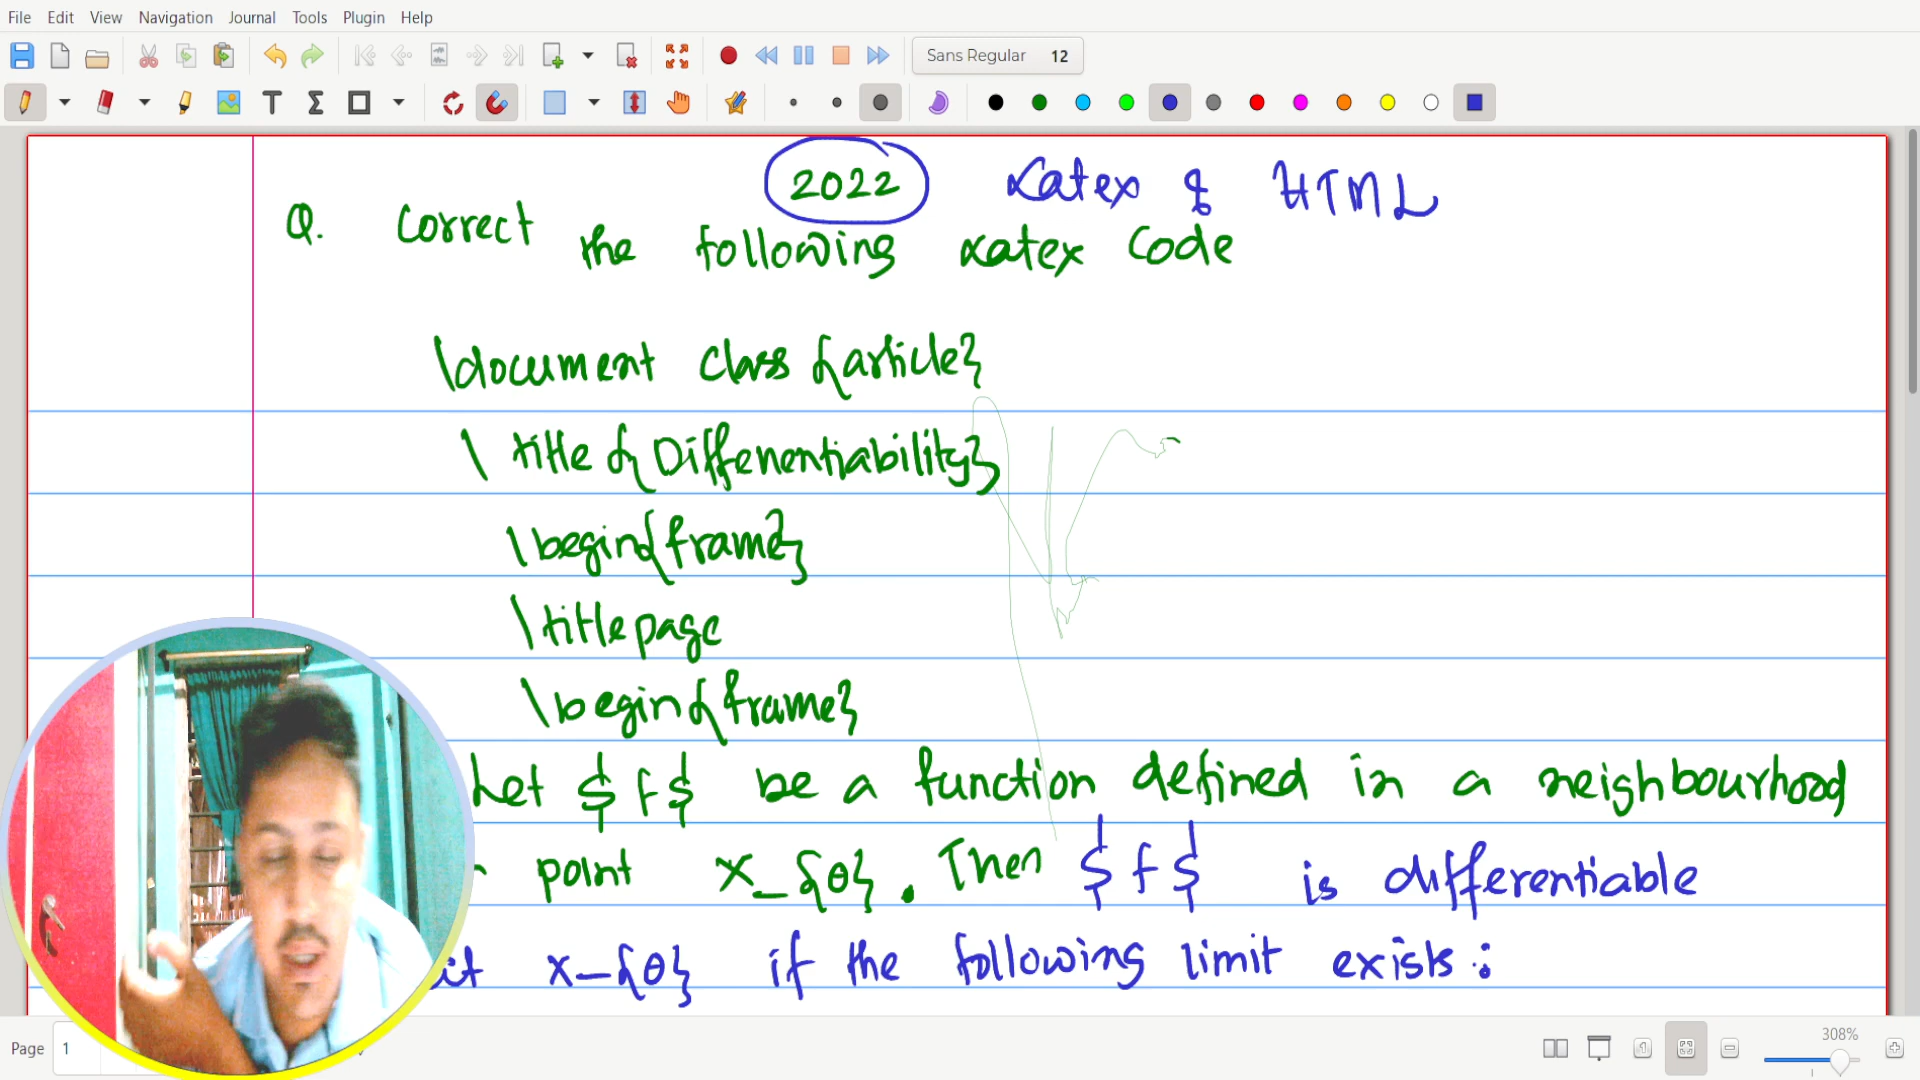 File Edit View Navigation Journal Tools Plugin Help
Sans Regular 12
2022 Latex & HTML
Q. Correct the following Latex Code
\document class {article}
\ title {Differentiability}
\begin{frame}
\titlepage
\begin{frame}
Let $f$ be a function defined in a neighbourhood
point x_{0}. Then $f$ is differentiable
x_{0} if the following limit exists:
Page 1
308%